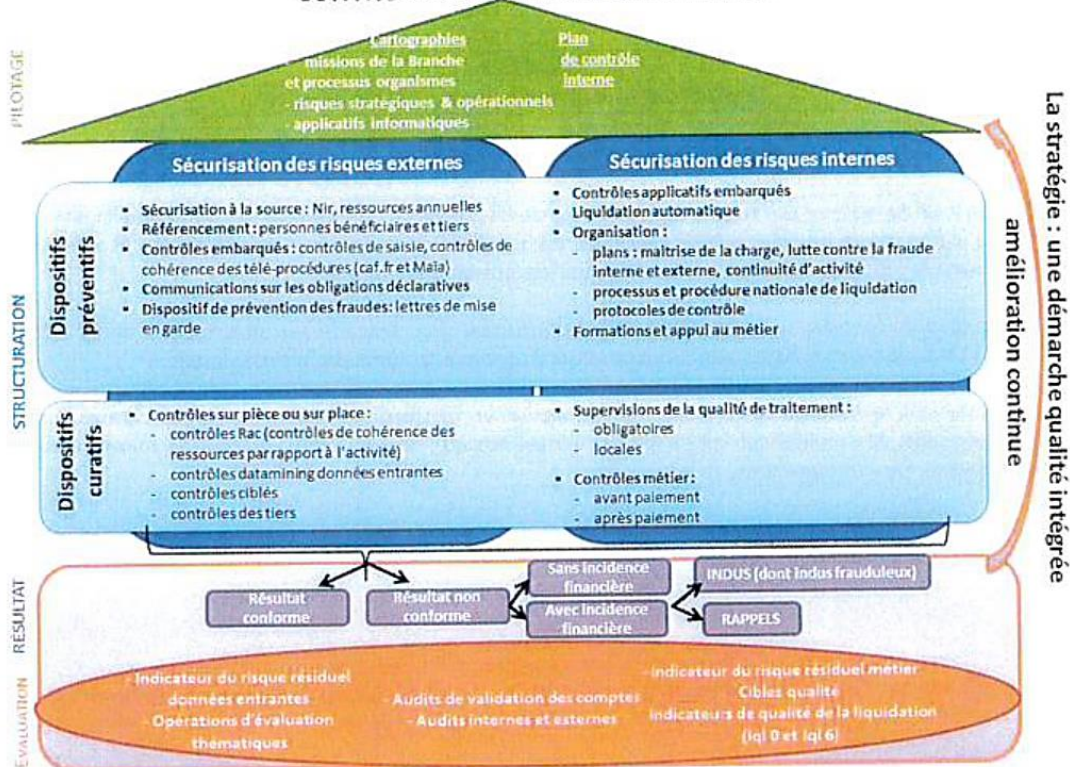 PILOTAGE
Cartographies
- missions de la Branche
et processus organismes
- risques stratégiques & opérationnels
- applicatifs informatiques
Plan
de contrôle
interne
La stratégie : une démarche qualité intégrée
amélioration continue
STRUCTURATION
Sécurisation des risques externes
Sécurisation des risques internes
Dispositifs
préventifs
▪ Sécurisation à la source : Nir, ressources annuelles
▪ Référencement : personnes bénéficiaires et tiers
▪ Contrôles embarqués : contrôles de saisie, contrôles de
cohérence des télé-procédures (caf.fr et Maia)
▪ Communications sur les obligations déclaratives
▪ Dispositif de prévention des fraudes: lettres de mise
en garde
▪ Contrôles applicatifs embarqués
▪ Liquidation automatique
▪ Organisation :
- plans : maitrise de la charge, lutte contre la fraude
interne et externe, continuité d'activité
- processus et procédure nationale de liquidation
- protocoles de contrôle
▪ Formations et appui au métier
Dispositifs
curatifs
Contrôles sur pièce ou sur place :
contrôles Rac (contrôles de cohérence des
ressources par rapport à l'activité)
- contrôles datamining données entrantes
- contrôles ciblés
- contrôles des tiers
▪ Supervisions de la qualité de traitement :
- obligatoires
- locales
▪ Contrôles métier :
- avant paiement
- après paiement
RÉSULTAT
Résultat
conforme
Résultat non
conforme
Sans incidence
financière
Avec incidence
financière
INDUS (dont indus frauduleux)
RAPPELS
EVALUATION
Indicateur du risque résiduel
données entrantes
- Opérations d'évaluation
thématiques
- Audits de validation des comptes
- Audits internes et externes
- Indicateur du risque résiduel métier
Cibles qualité
Indicateurs de qualité de la liquidation
(Iql 0 et Iql 6)